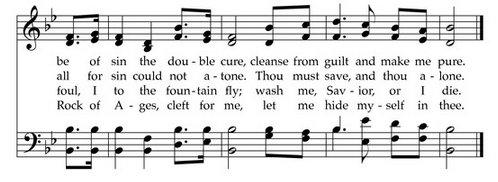 be of sin the dou - ble cure, cleanse from guilt and make me pure.
all for sin could not a - tone. Thou must save, and thou a - lone.
foul, I to the foun - tain fly; wash me, Sav - ior, or I die.
Rock of A - ges, cleft for me, let me hide my - self in thee.